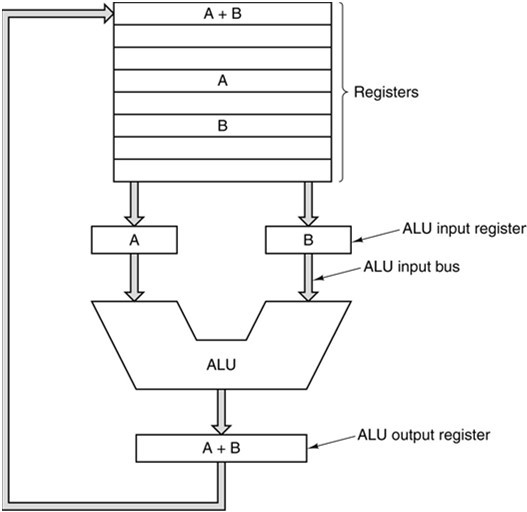 A + B
A
Registers
B
A
B
ALU input register
ALU input bus
ALU
A + B
ALU output register